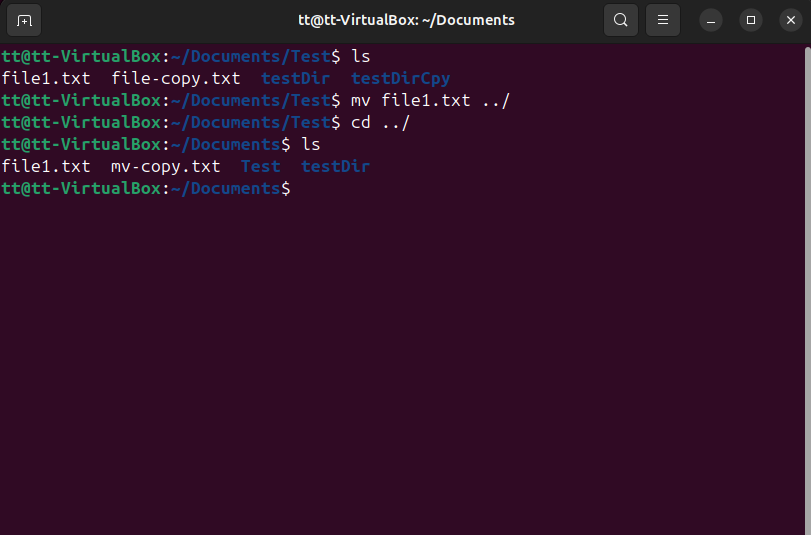 tt@tt-VirtualBox: ~/Documents
tt@tt-VirtualBox:~/Documents/Test$ ls
file1.txt  file-copy.txt  testDir  testDirCpy
tt@tt-VirtualBox:~/Documents/Test$ mv file1.txt ../
tt@tt-VirtualBox:~/Documents/Test$ cd ../
tt@tt-VirtualBox:~/Documents$ ls
file1.txt  mv-copy.txt  Test  testDir
tt@tt-VirtualBox:~/Documents$